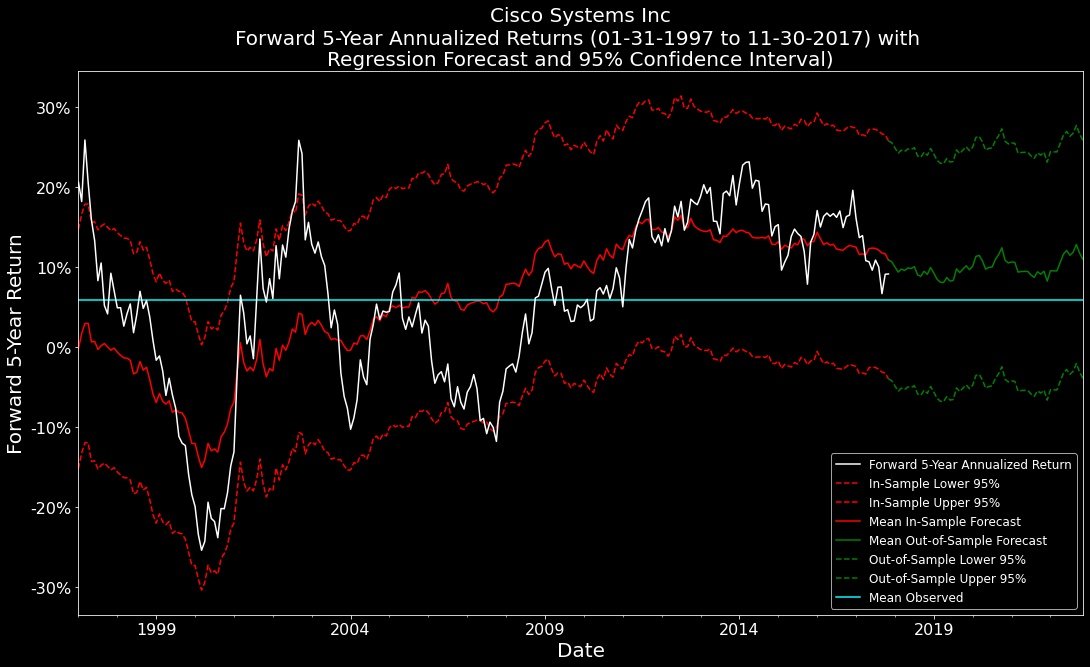 Cisco Systems Inc
Forward 5-Year Annualized Returns (01-31-1997 to 11-30-2017) with
Regression Forecast and 95% Confidence Interval)
Forward 5-Year Return
30%
20%
10%
0%
-10%
-20%
-30%
Forward 5-Year Annualized Return
In-Sample Lower 95%
In-Sample Upper 95%
Mean In-Sample Forecast
Mean Out-of-Sample Forecast
Out-of-Sample Lower 95%
Out-of-Sample Upper 95%
Mean Observed
1999 2004 2009 2014 2019
Date